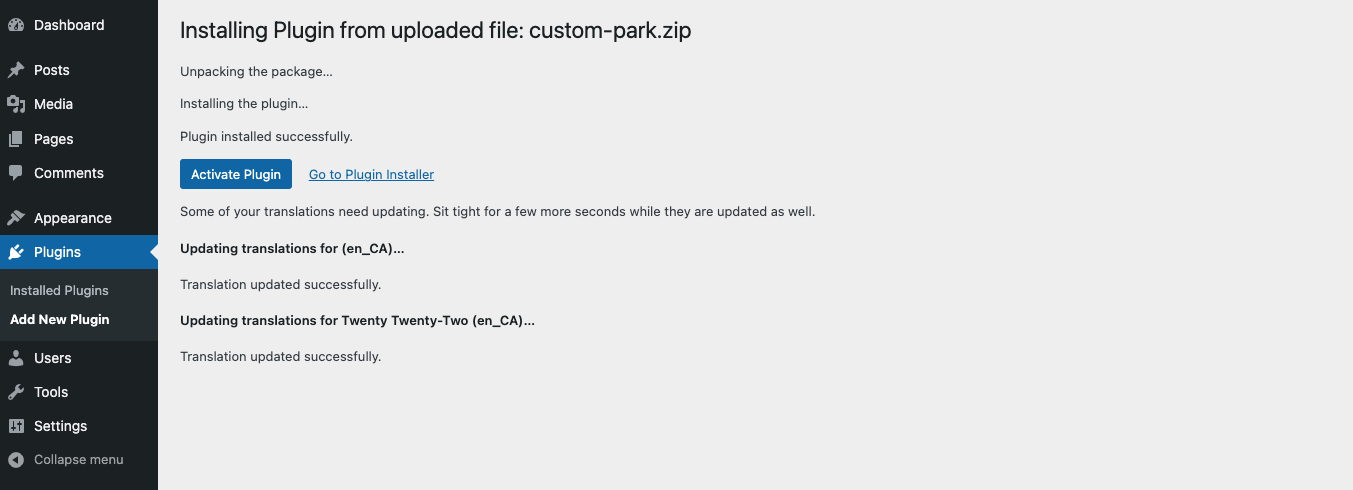 Dashboard
Posts
Media
Pages
Comments
Appearance
Plugins
Installed Plugins
Add New Plugin
Users
Tools
Settings
Collapse menu
Installing Plugin from uploaded file: custom-park.zip
Unpacking the package…
Installing the plugin…
Plugin installed successfully.
Activate Plugin Go to Plugin Installer
Some of your translations need updating. Sit tight for a few more seconds while they are updated as well.
Updating translations for (en_CA)…
Translation updated successfully.
Updating translations for Twenty Twenty-Two (en_CA)…
Translation updated successfully.